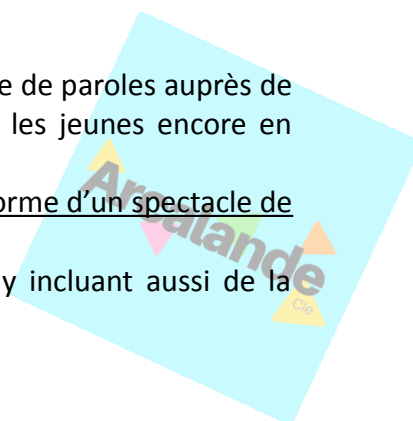 e de paroles auprès de
les jeunes encore en
orme d'un spectacle de
y incluant aussi de la
Arcalande
Cie